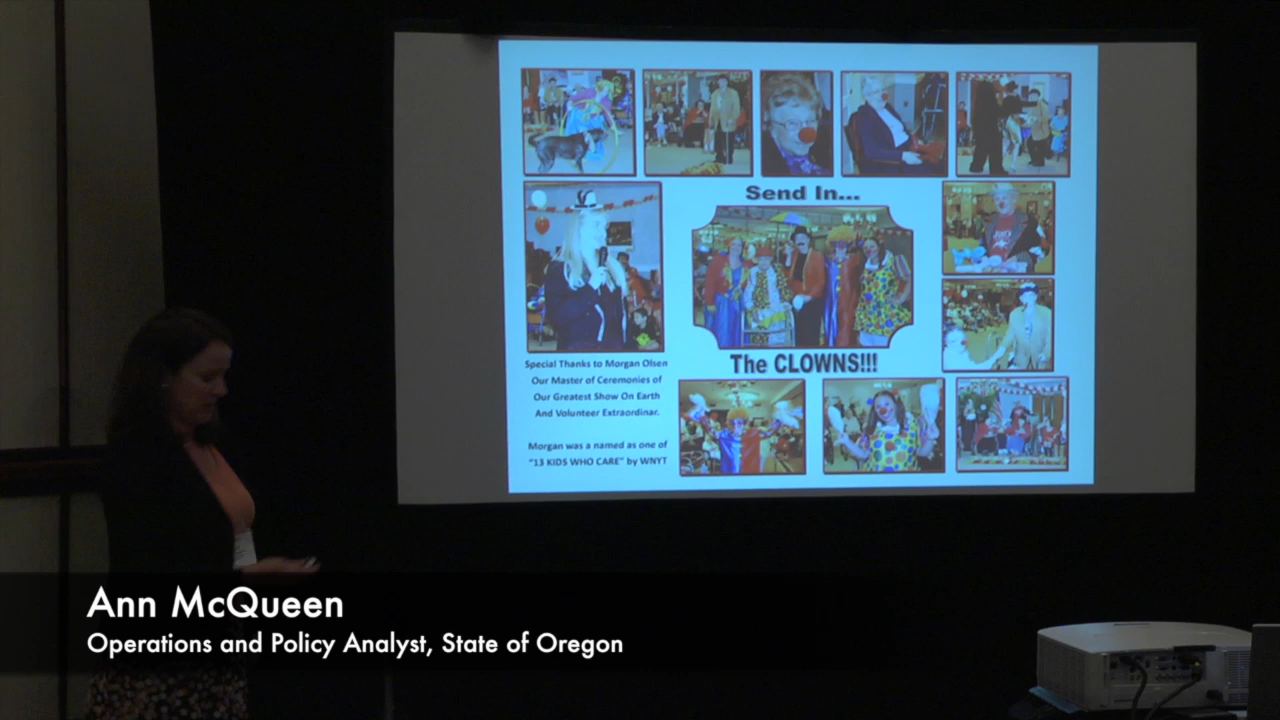 Send In...
The CLOWNS!!!
Special Thanks to Morgan Olsen
Our Master of Ceremonies of
Our Greatest Show On Earth
And Volunteer Extraordinar.
Morgan was a named as one of
"13 KIDS WHO CARE" by WNYT
Ann McQueen
Operations and Policy Analyst, State of Oregon